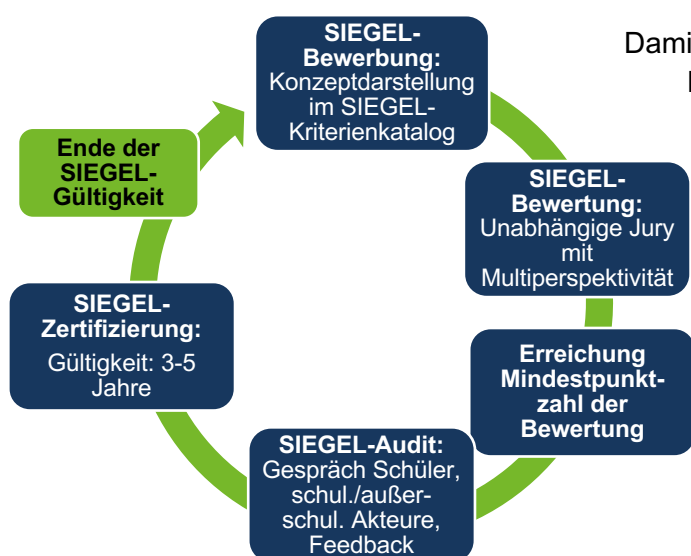 SIEGEL-
Bewerbung:
Konzeptdarstellung
im SIEGEL-
Kriterienkatalog
Dami
SIEGEL-
Bewertung:
Unabhängige Jury
mit
Multiperspektivität
Erreichung
Mindestpunkt-
zahl der
Bewertung
SIEGEL-Audit:
Gespräch Schüler,
schul./außer-
schul. Akteure,
Feedback
SIEGEL-
Zertifizierung:
Gültigkeit: 3-5
Jahre
Ende der
SIEGEL-
Gültigkeit